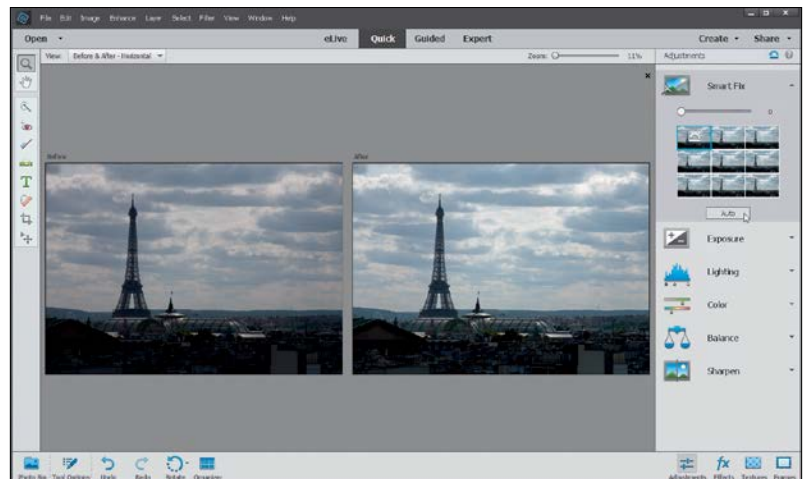 File Edit Image Enhance Layer Select Filter View Window Help
Open eLive Quick Guided Expert Create Share
View: Before & After - Horizontal Zoom: 11% Adjustments
Before After
Smart Fix
0
Auto
Exposure
Lighting
Color
Balance
Sharpen
T
fx
Photo Bin Tool Options Undo Redo Rotate Organizer Adjustments Effects Textures Frames